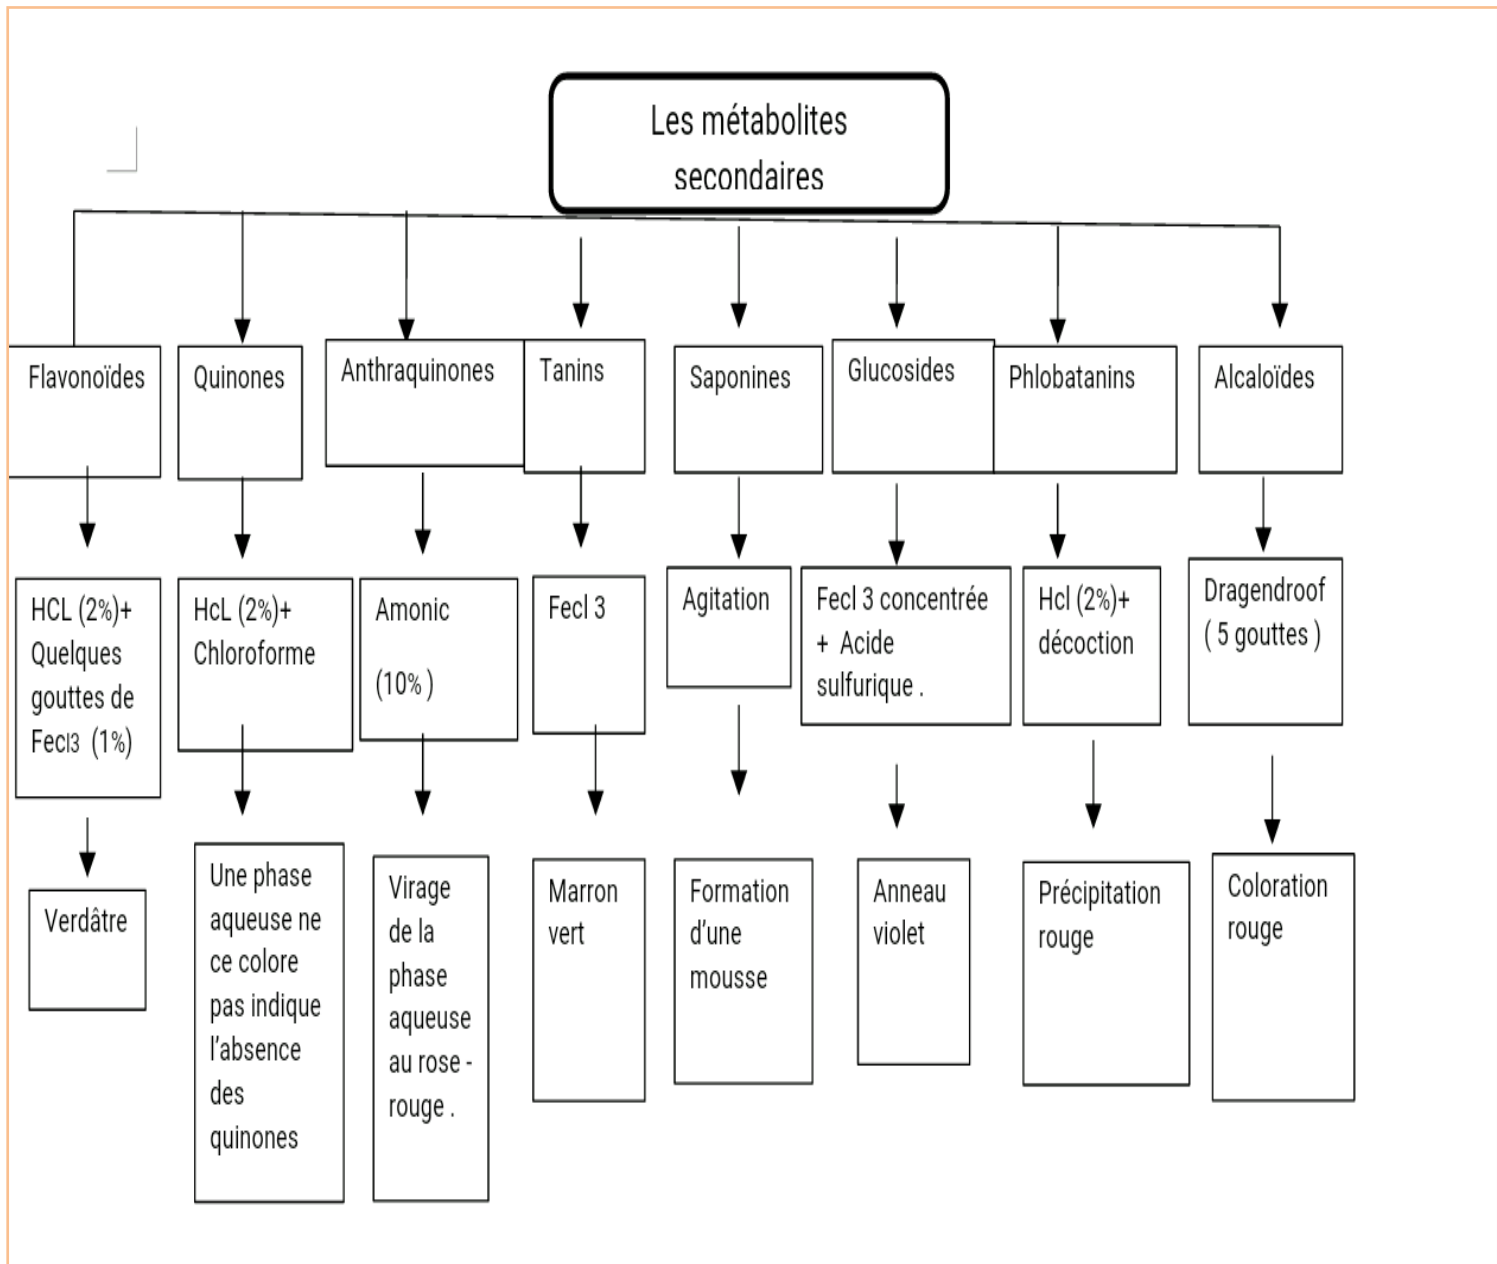 Les métabolites
secondaires
Flavonoïdes
Quinones
Anthraquinones
Tanins
Saponines
Glucosides
Phlobatanins
Alcaloïdes
HCL (2%)+
Quelques
gouttes de
Fecl3 (1%)
HcL (2%)+
Chloroforme
Amonic
(10% )
Fecl 3
Agitation
Fecl 3 concentrée
+ Acide
sulfurique .
Hcl (2%)+
décoction
Dragendroof
( 5 gouttes )
Verdâtre
Une phase
aqueuse ne
ce colore
pas indique
l'absence
des
quinones
Virage
de la
phase
aqueuse
au rose -
rouge .
Marron
vert
Formation
d'une
mousse
Anneau
violet
Précipitation
rouge
Coloration
rouge